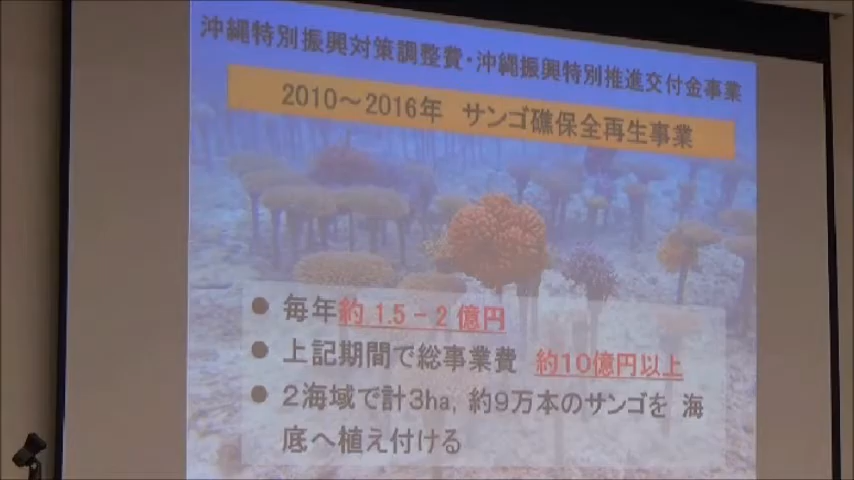 沖縄特別振興対策調整費・沖縄振興特別推進交付金事業
2010～2016年　サンゴ礁保全再生事業
● 毎年約 1.5 – 2 億円
● 上記期間で総事業費　約10億円以上
● 2海域で計3ha, 約9万本のサンゴを 海
底へ植え付ける